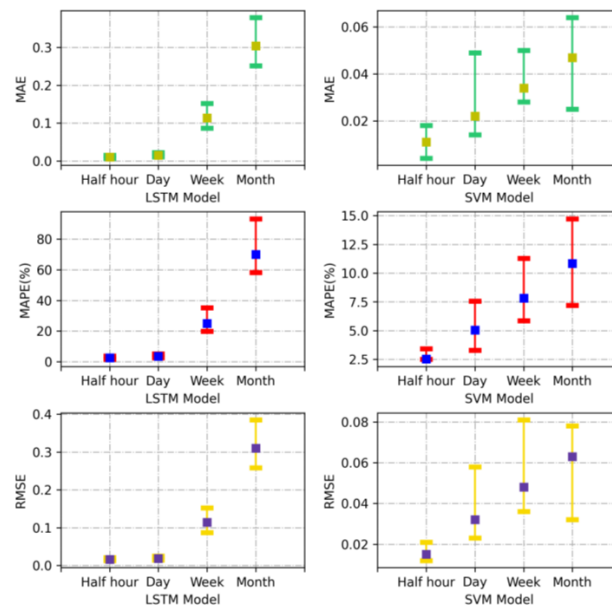 MAE
0.3
0.2
0.1
0.0
Half hour Day Week Month
LSTM Model
MAE
0.06
0.04
0.02
Half hour Day Week Month
SVM Model
MAPE(%)
80
60
40
20
0
Half hour Day Week Month
LSTM Model
MAPE(%)
15.0
12.5
10.0
7.5
5.0
2.5
Half hour Day Week Month
SVM Model
RMSE
0.4
0.3
0.2
0.1
0.0
Half hour Day Week Month
LSTM Model
RMSE
0.08
0.06
0.04
0.02
Half hour Day Week Month
SVM Model